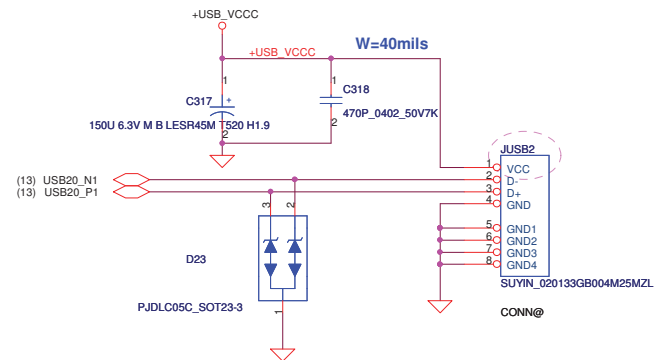 +USB_VCCC
+USB_VCCC
W=40mils
1
C317
+
150U 6.3V M B LESR45M T520 H1.9
2
1
C318
470P_0402_50V7K
2
JUSB2
1 VCC
2 D-
3 D+
4 GND
5 GND1
6 GND2
7 GND3
8 GND4
SUYIN_020133GB004M25MZL
CONN@
(13) USB20_N1
(13) USB20_P1
3
2
D23
PJDLC05C_SOT23-3
1